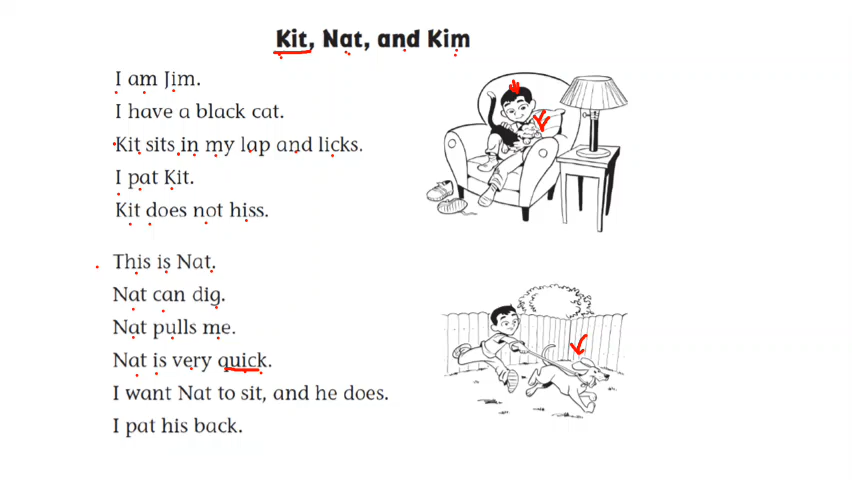 Kit, Nat, and Kim
I am Jim.
I have a black cat.
Kit sits in my lap and licks.
I pat Kit.
Kit does not hiss.
This is Nat.
Nat can dig.
Nat pulls me.
Nat is very quick.
I want Nat to sit, and he does.
I pat his back.